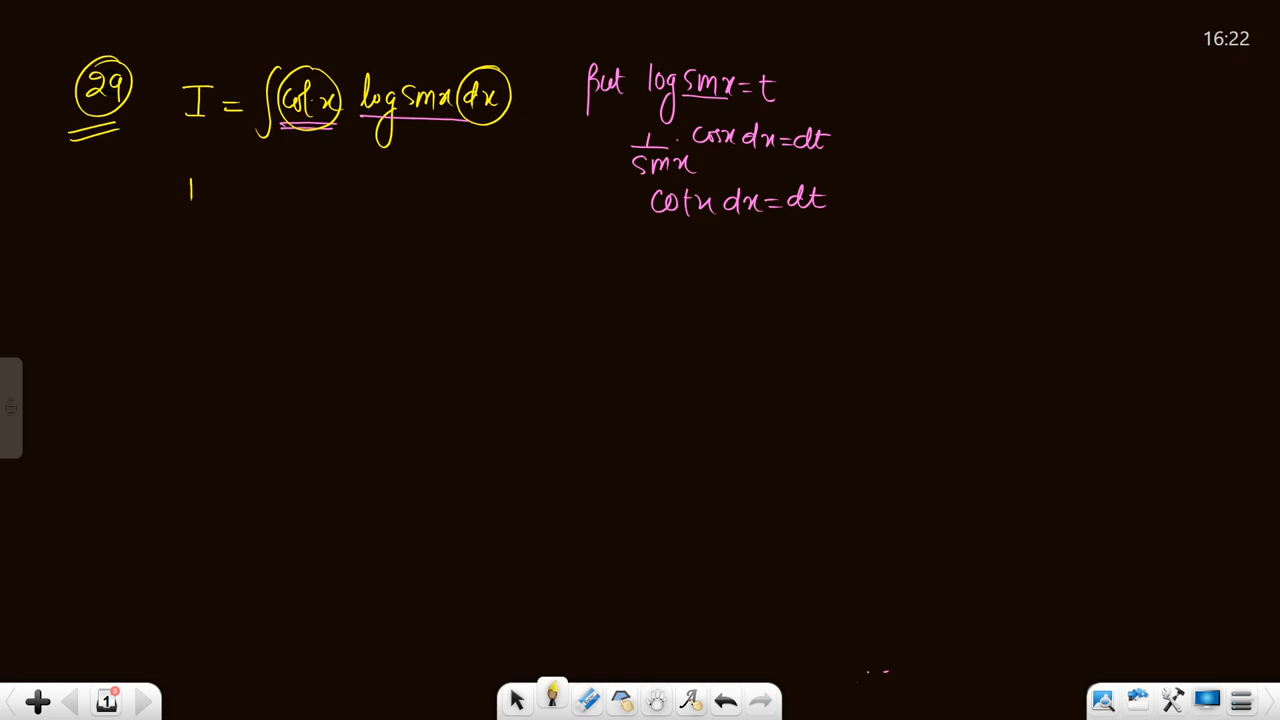 16:22
29 I = ∫ cot x log sin x dx
Put log sin x = t
1/sin x · cos x dx = dt
cot x dx = dt
I
1
0